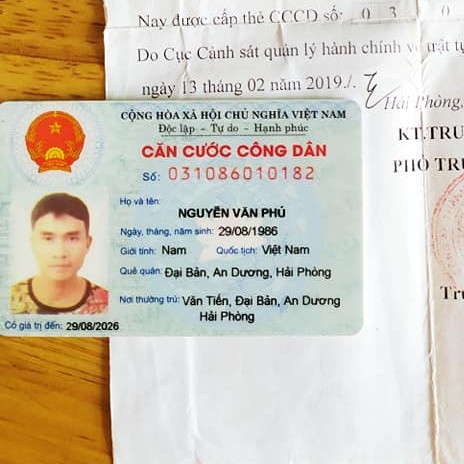 Nay được cấp thẻ CCCD số: 0 3
Do Cục Cảnh sát quản lý hành chính về trật tự
ngày 13 tháng 02 năm 2019./.
Hải Phòng,
KT.TRƯ
PHÓ TRƯ
Trư
CỘNG HÒA XÃ HỘI CHỦ NGHĨA VIỆT NAM
Độc lập - Tự do - Hạnh phúc
CĂN CƯỚC CÔNG DÂN
Số: 031086010182
Họ và tên:
NGUYỄN VĂN PHÚ
Ngày, tháng, năm sinh: 29/08/1986
Giới tính: Nam Quốc tịch: Việt Nam
Quê quán: Đại Bản, An Dương, Hải Phòng
Nơi thường trú: Văn Tiến, Đại Bản, An Dương
Hải Phòng
Có giá trị đến: 29/08/2026